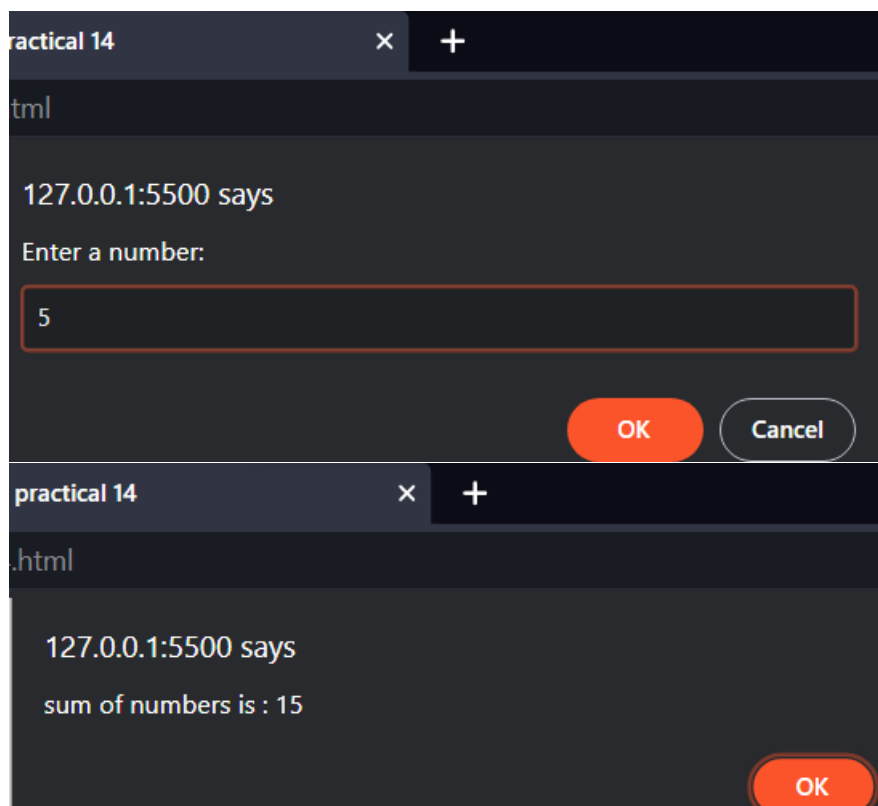 ractical 14
tml
127.0.0.1:5500 says
Enter a number:
5
OK Cancel
practical 14
.html
127.0.0.1:5500 says
sum of numbers is : 15
OK